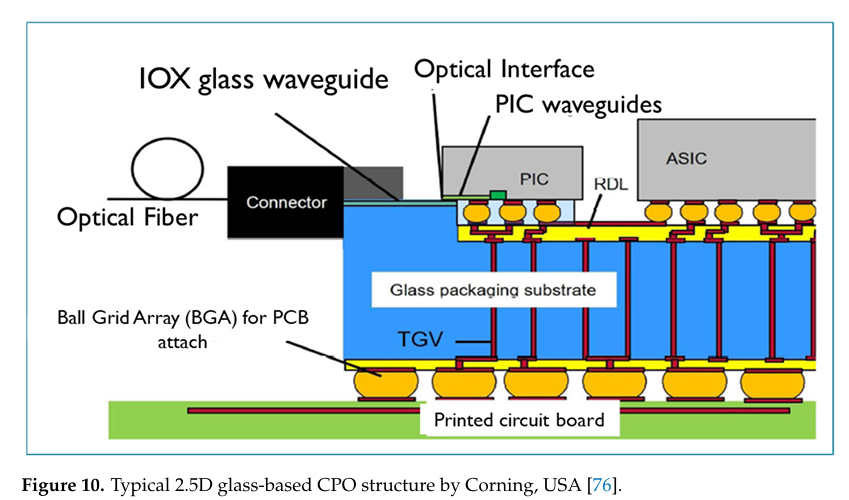 IOX glass waveguide
Optical Interface
PIC waveguides
ASIC
PIC
RDL
Connector
Optical Fiber
Glass packaging substrate
Ball Grid Array (BGA) for PCB
attach
TGV
Printed circuit board
Figure 10. Typical 2.5D glass-based CPO structure by Corning, USA [76].